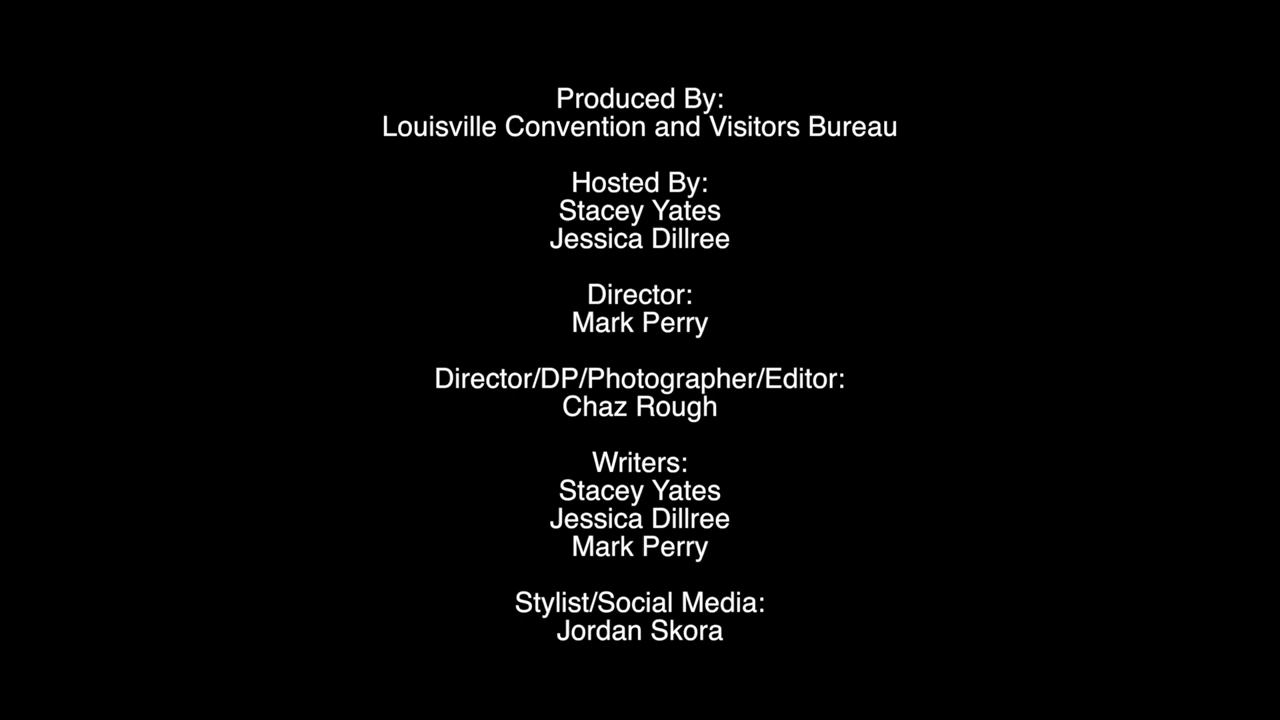 Produced By:
Louisville Convention and Visitors Bureau
Hosted By:
Stacey Yates
Jessica Dillree
Director:
Mark Perry
Director/DP/Photographer/Editor:
Chaz Rough
Writers:
Stacey Yates
Jessica Dillree
Mark Perry
Stylist/Social Media:
Jordan Skora